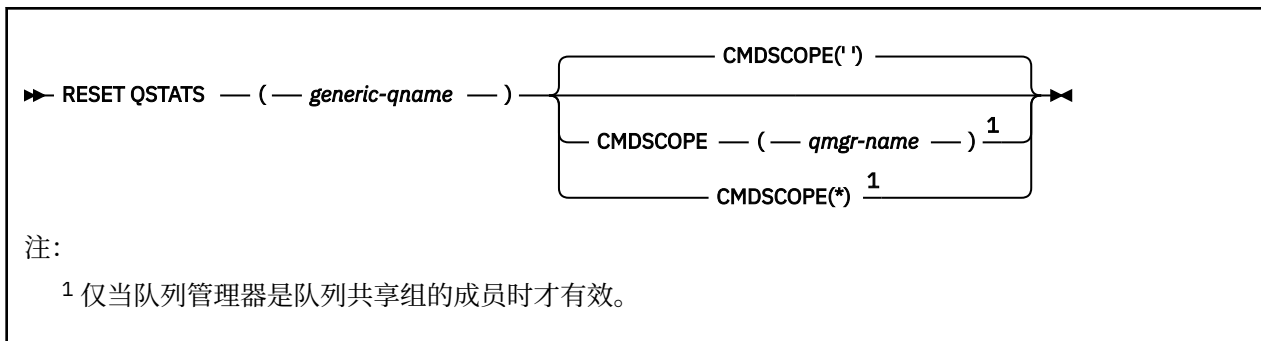 CMDSCOPE(' ')
RESET QSTATS ( generic-qname )
CMDSCOPE ( qmgr-name ) 1
CMDSCOPE(*) 1
注：
1 仅当队列管理器是队列共享组的成员时才有效。